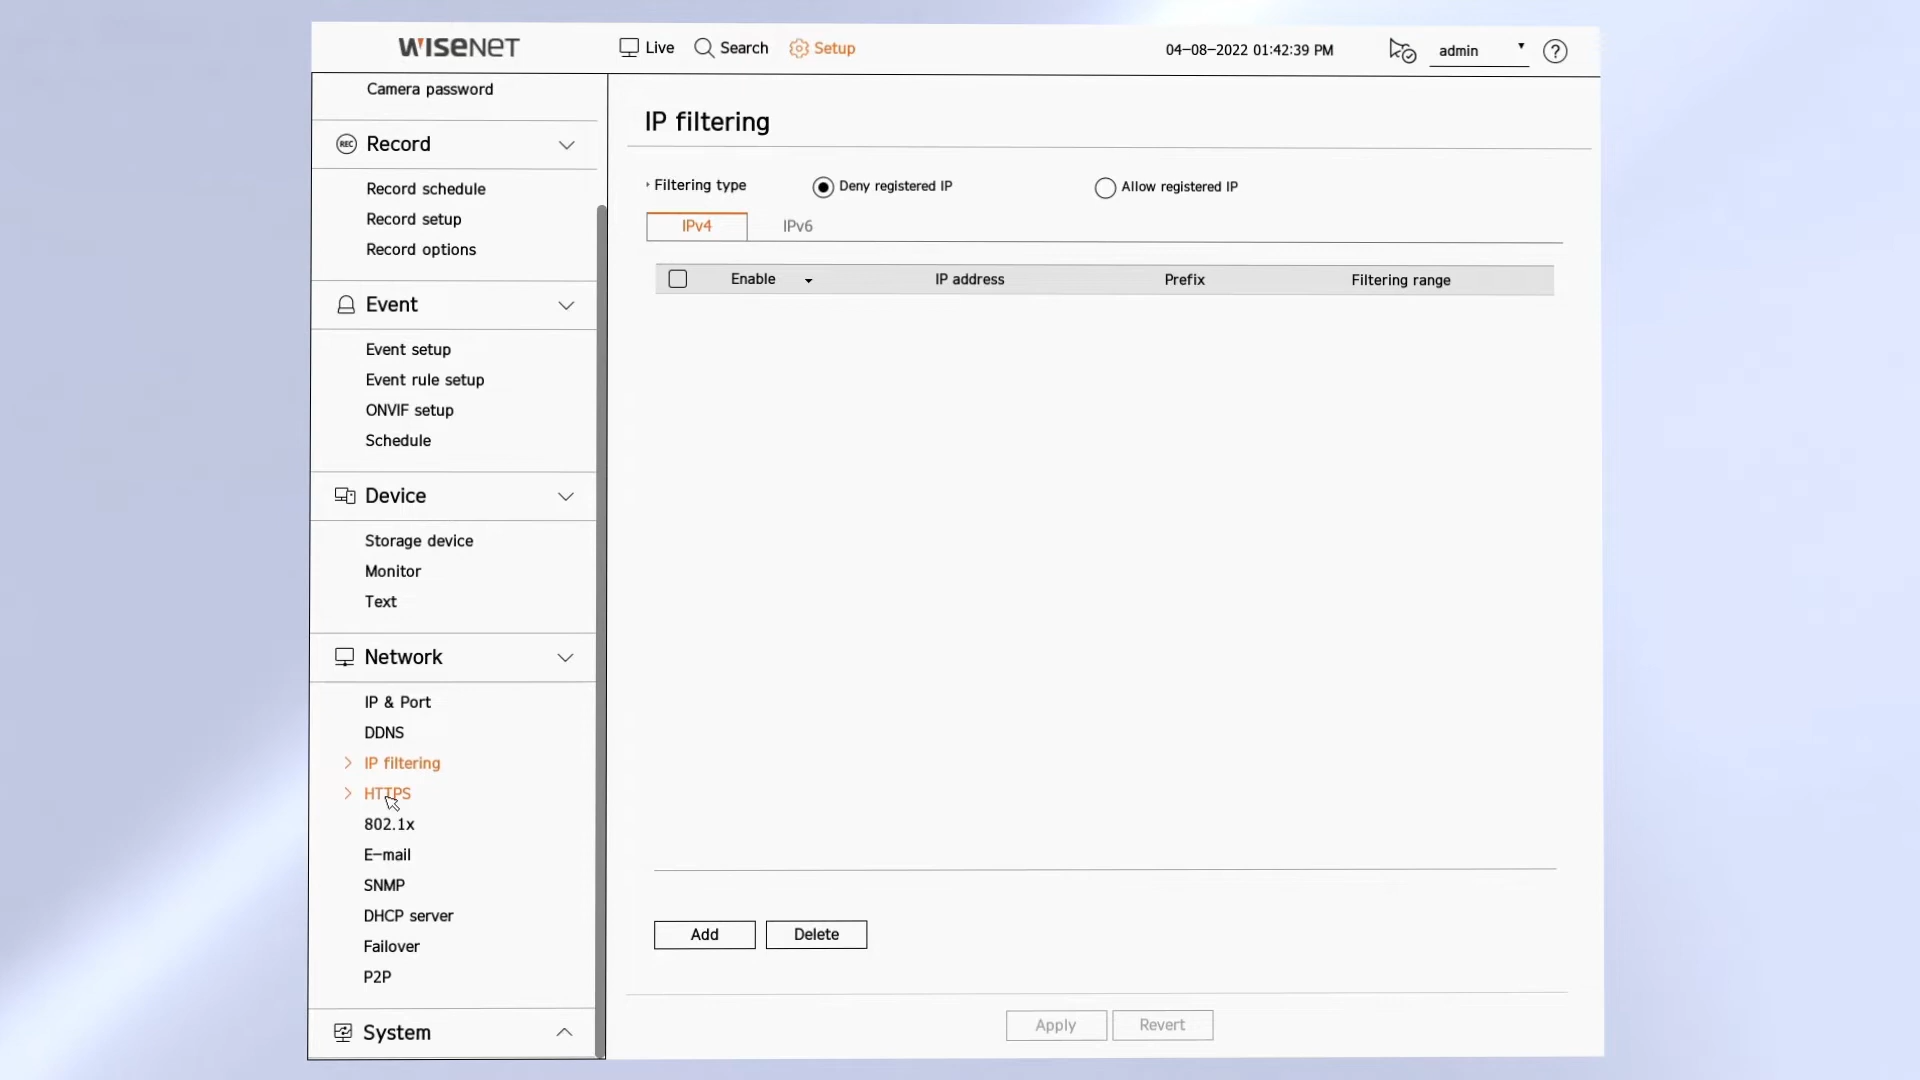 WISENET
Live Search Setup
04-08-2022 01:42:39 PM
admin
?
Camera password
REC Record
Record schedule
Record setup
Record options
Event
Event setup
Event rule setup
ONVIF setup
Schedule
Device
Storage device
Monitor
Text
Network
IP & Port
DDNS
IP filtering
HTTPS
802.1x
E-mail
SNMP
DHCP server
Failover
P2P
System
IP filtering
Filtering type Deny registered IP Allow registered IP
IPv4 IPv6
Enable IP address Prefix Filtering range
Add Delete
Apply Revert